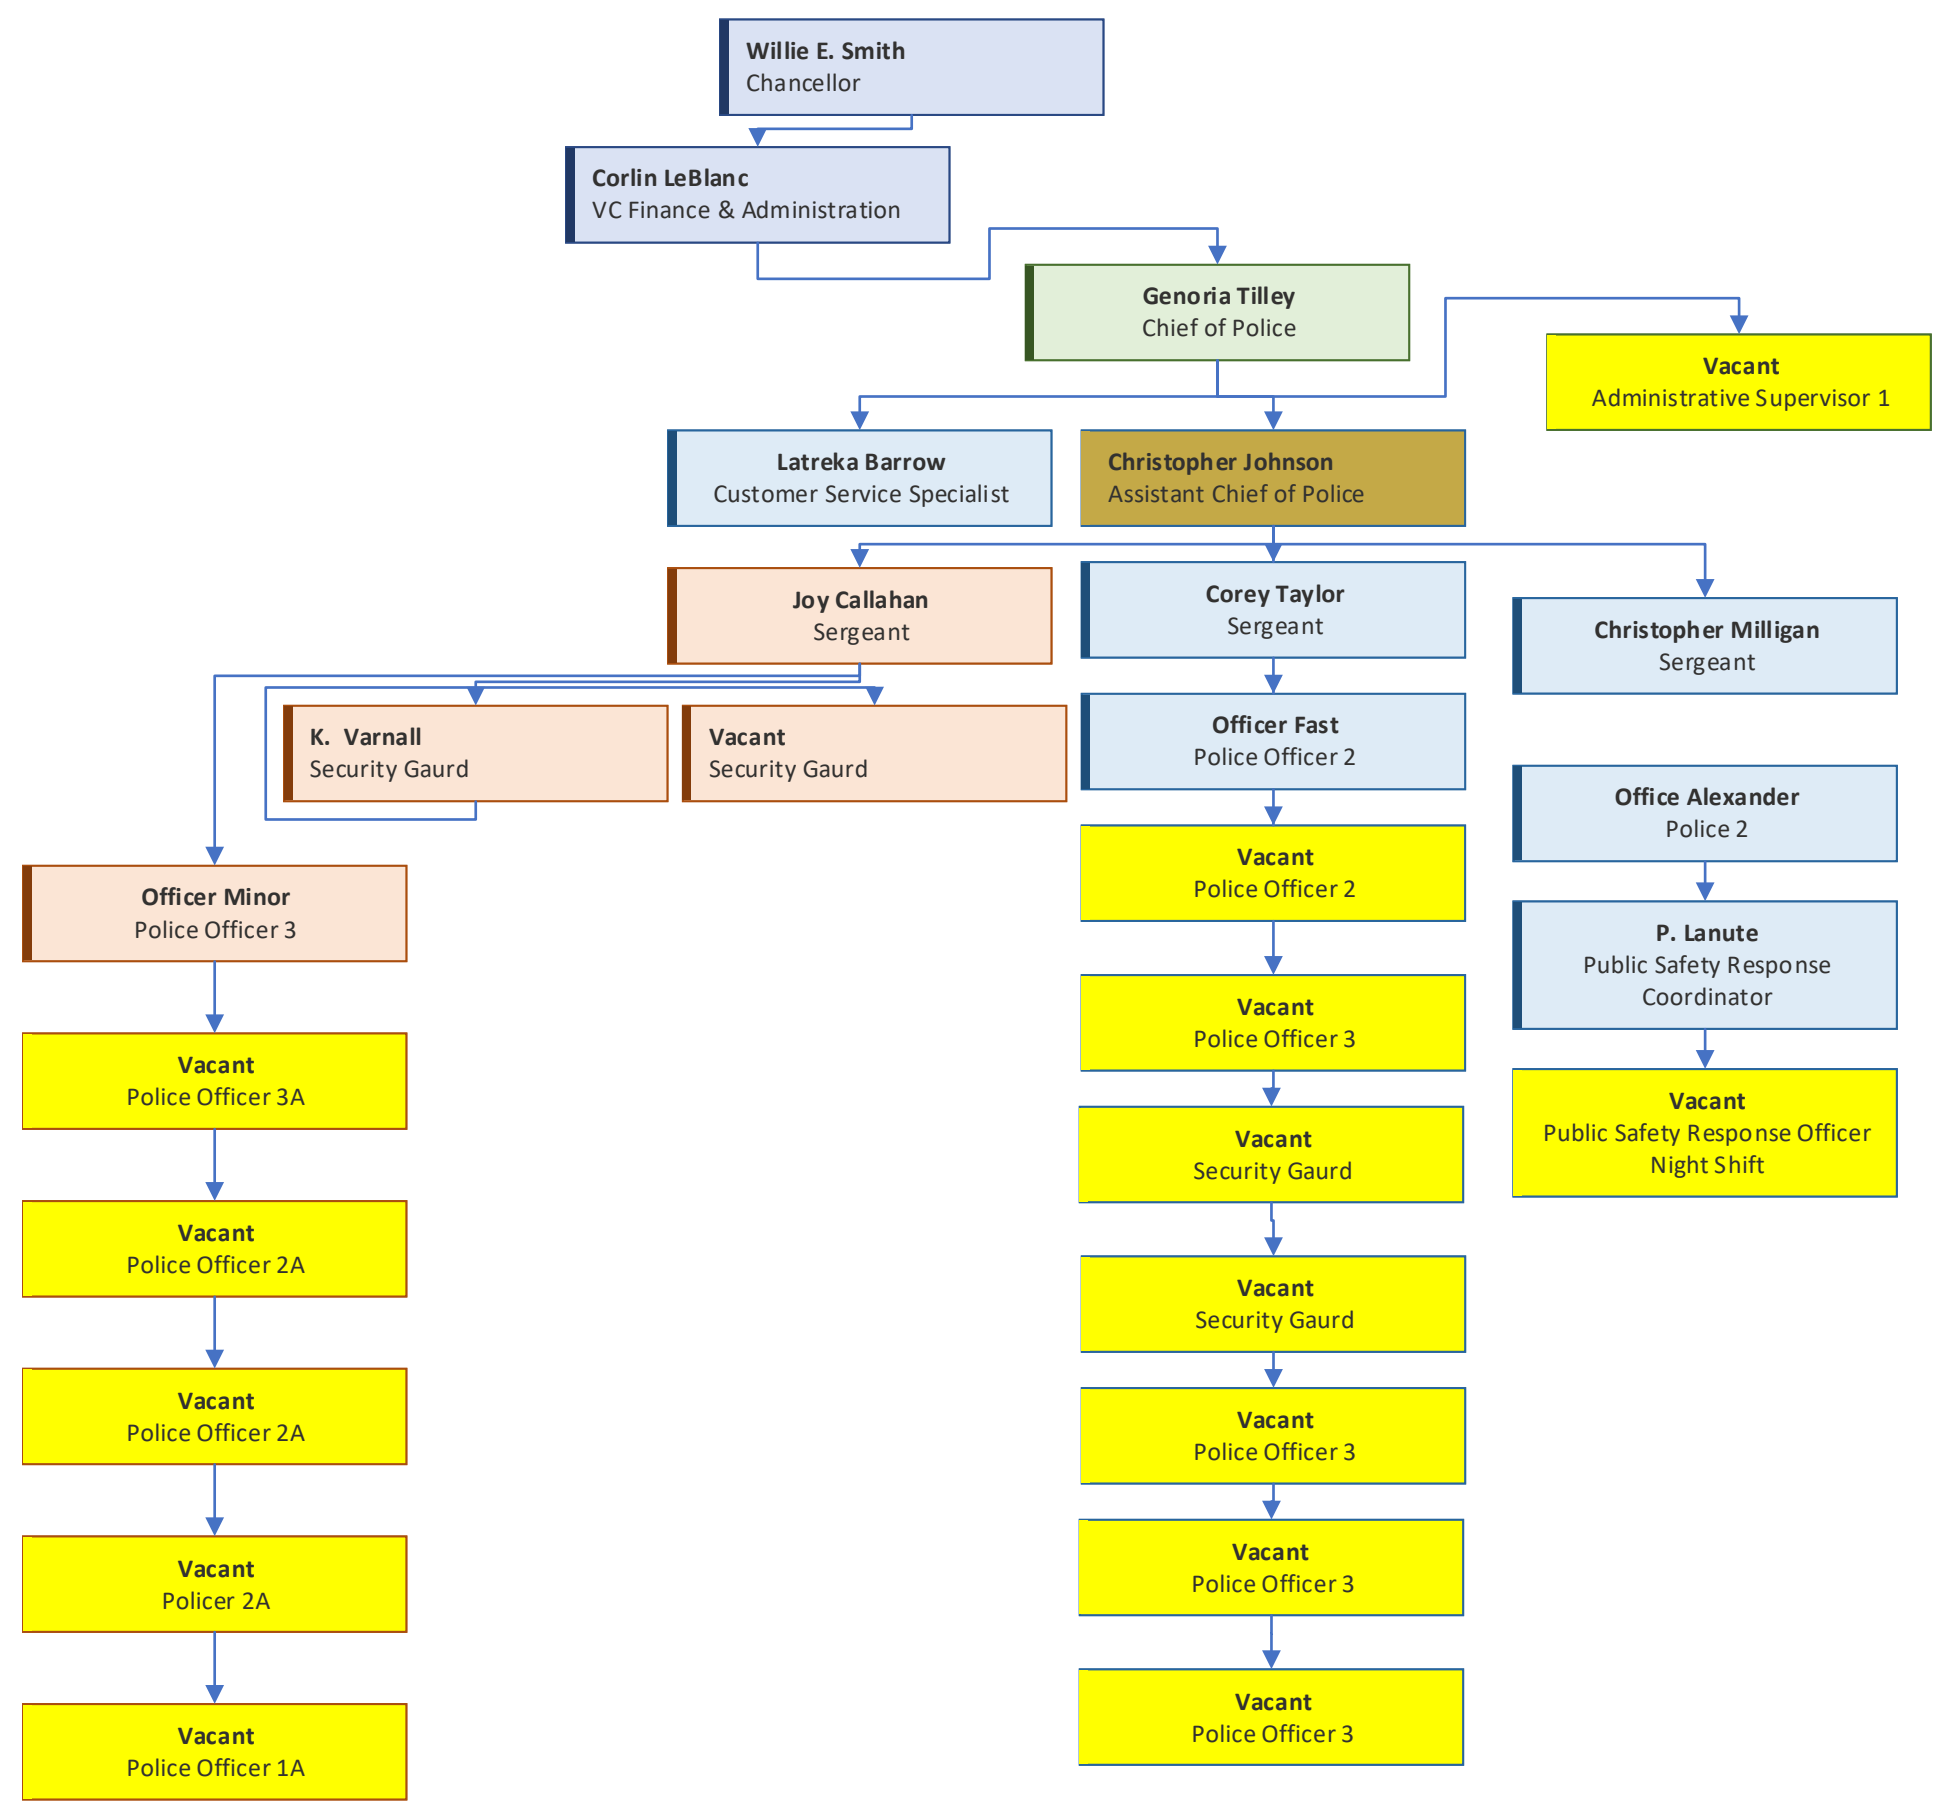 Willie E. Smith
Chancellor
Corlin LeBlanc
VC Finance & Administration
Genoria Tilley
Chief of Police
Vacant
Administrative Supervisor 1
Latreka Barrow
Customer Service Specialist
Christopher Johnson
Assistant Chief of Police
Joy Callahan
Sergeant
Corey Taylor
Sergeant
Christopher Milligan
Sergeant
K. Varnall
Security Gaurd
Vacant
Security Gaurd
Officer Fast
Police Officer 2
Office Alexander
Police 2
Vacant
Police Officer 2
Officer Minor
Police Officer 3
P. Lanute
Public Safety Response
Coordinator
Vacant
Police Officer 3
Vacant
Police Officer 3A
Vacant
Public Safety Response Officer
Night Shift
Vacant
Security Gaurd
Vacant
Police Officer 2A
Vacant
Security Gaurd
Vacant
Police Officer 2A
Vacant
Police Officer 3
Vacant
Policer 2A
Vacant
Police Officer 3
Vacant
Police Officer 3
Vacant
Police Officer 1A